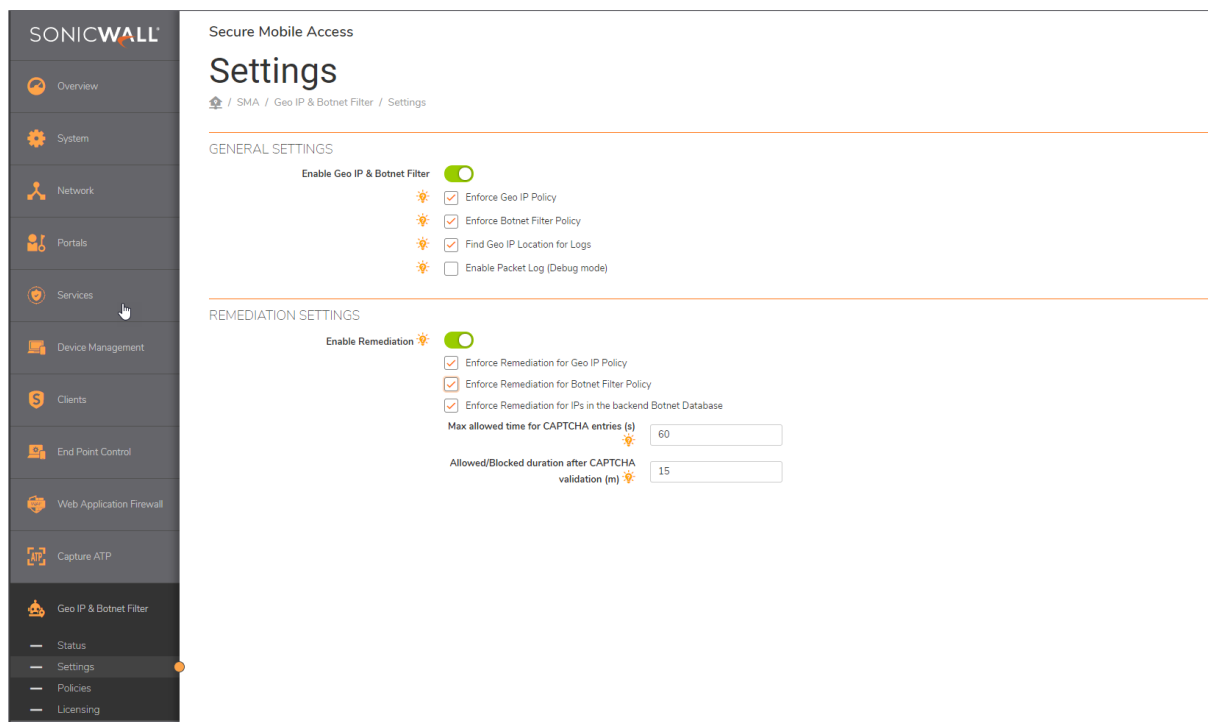 SONICWALL
Overview
System
Network
Portals
Services
Device Management
Clients
End Point Control
Web Application Firewall
ATP
Capture ATP
Geo IP & Botnet Filter
Status
Settings
Policies
Licensing
Secure Mobile Access
Settings
/ SMA / Geo IP & Botnet Filter / Settings
GENERAL SETTINGS
Enable Geo IP & Botnet Filter
Enforce Geo IP Policy
Enforce Botnet Filter Policy
Find Geo IP Location for Logs
Enable Packet Log (Debug mode)
REMEDIATION SETTINGS
Enable Remediation
Enforce Remediation for Geo IP Policy
Enforce Remediation for Botnet Filter Policy
Enforce Remediation for IPs in the backend Botnet Database
Max allowed time for CAPTCHA entries (s)
60
Allowed/Blocked duration after CAPTCHA
validation (m)
15